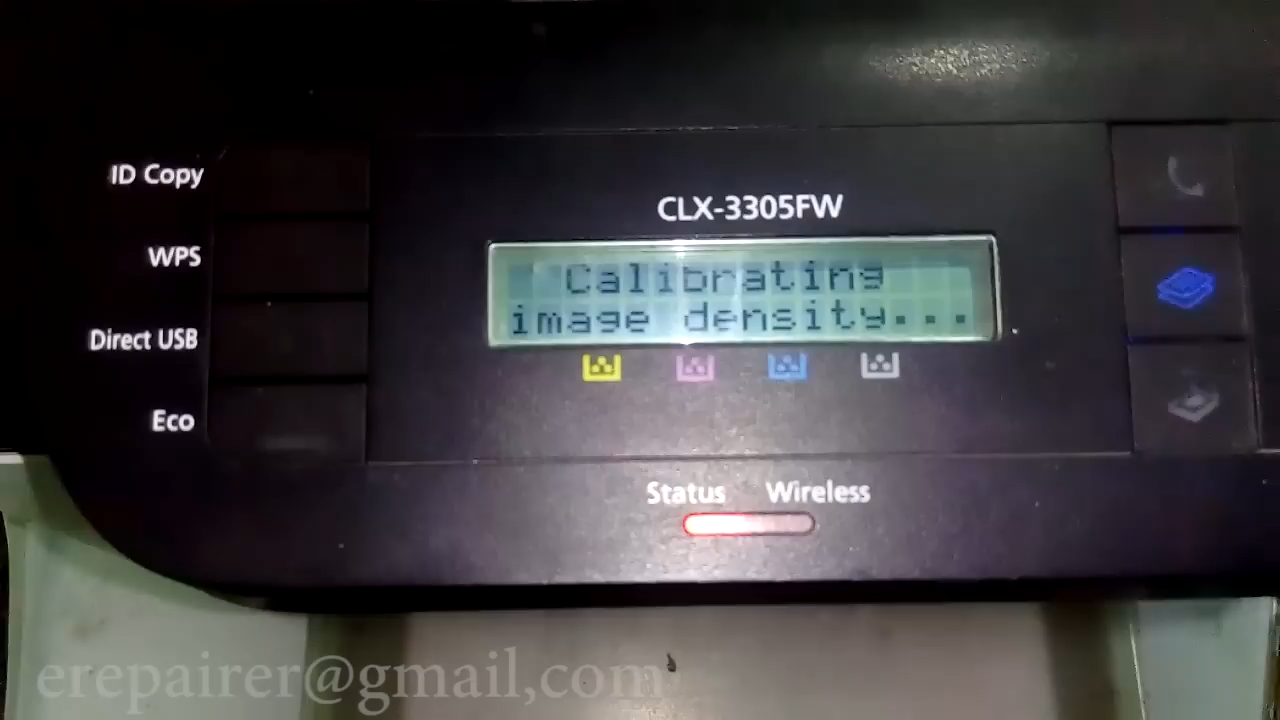 ID Copy
WPS
Direct USB
Eco
CLX-3305FW
Calibrating
image density...
Status Wireless
erepairer@gmail,com